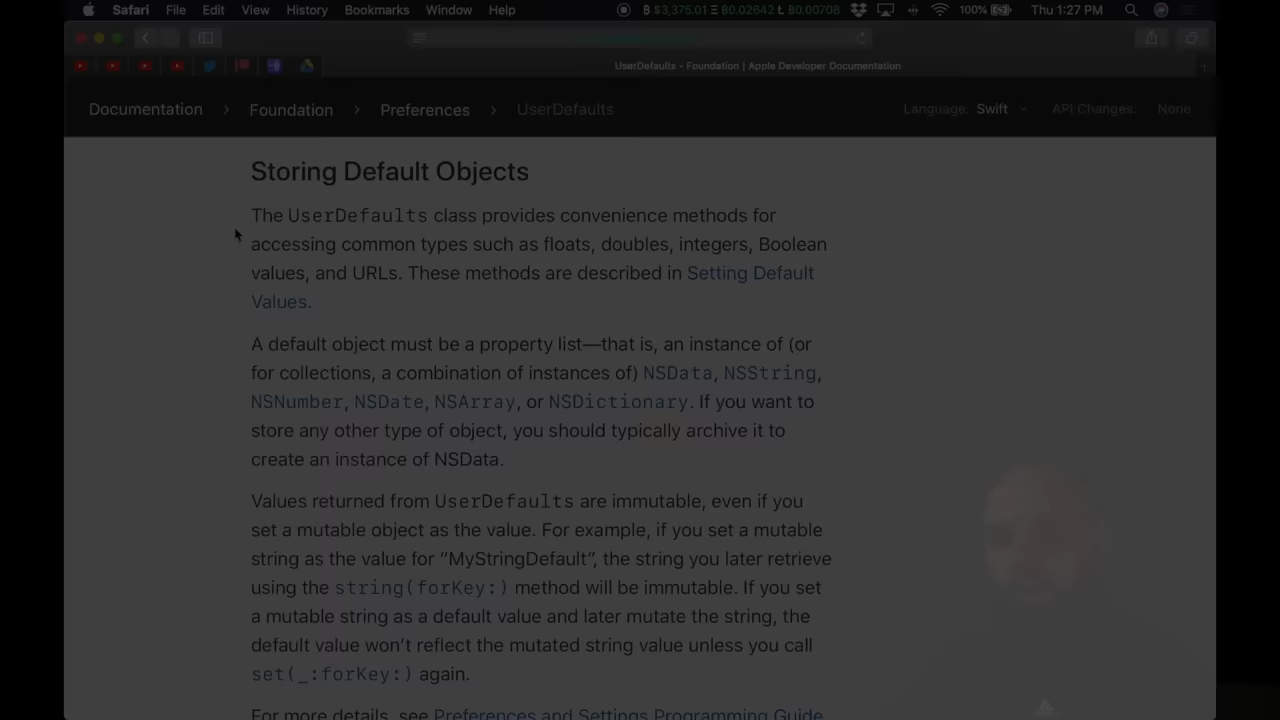 Safari File Edit View History Bookmarks Window Help ₿ $3,375.01 Ξ ₿0.02642 Ł ₿0.00708 100% Thu 1:27 PM
UserDefaults - Foundation | Apple Developer Documentation
Documentation > Foundation > Preferences > UserDefaults Language: Swift API Changes: None
Storing Default Objects
The UserDefaults class provides convenience methods for
accessing common types such as floats, doubles, integers, Boolean
values, and URLs. These methods are described in Setting Default
Values.
A default object must be a property list—that is, an instance of (or
for collections, a combination of instances of) NSData, NSString,
NSNumber, NSDate, NSArray, or NSDictionary. If you want to
store any other type of object, you should typically archive it to
create an instance of NSData.
Values returned from UserDefaults are immutable, even if you
set a mutable object as the value. For example, if you set a mutable
string as the value for “MyStringDefault”, the string you later retrieve
using the string(forKey:) method will be immutable. If you set
a mutable string as a default value and later mutate the string, the
default value won’t reflect the mutated string value unless you call
set(_:forKey:) again.
For more details, see Preferences and Settings Programming Guide